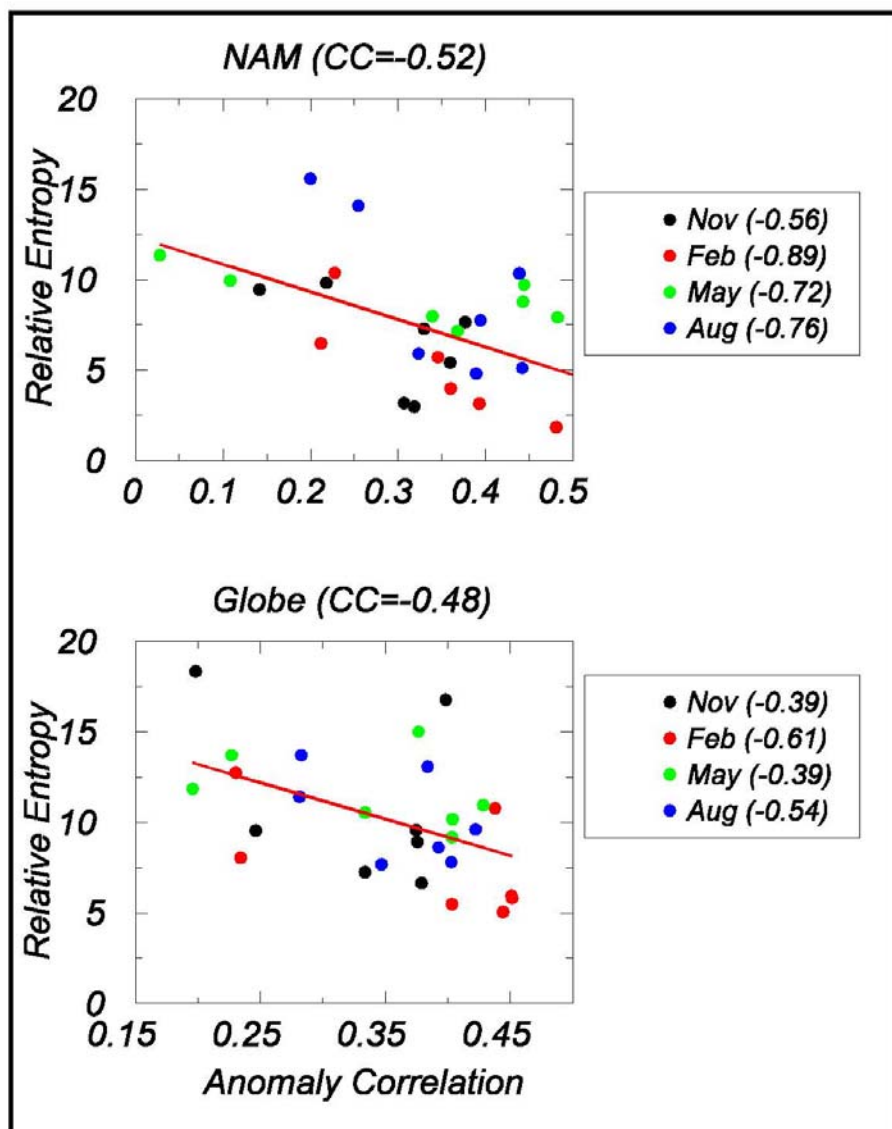 NAM (CC=-0.52)
Relative Entropy
20
15
10
5
0
0 0.1 0.2 0.3 0.4 0.5
Nov (-0.56)
Feb (-0.89)
May (-0.72)
Aug (-0.76)
Globe (CC=-0.48)
Relative Entropy
20
15
10
5
0
0.15 0.25 0.35 0.45
Anomaly Correlation
Nov (-0.39)
Feb (-0.61)
May (-0.39)
Aug (-0.54)